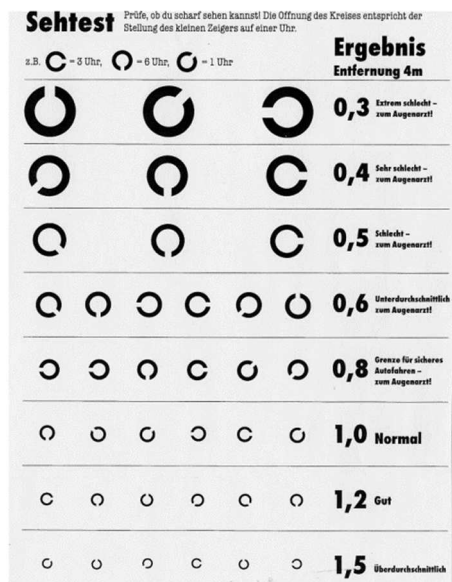 Sehtest
Prüfe, ob du scharf sehen kannst! Die Öffnung des Kreises entspricht der
Stellung des kleinen Zeigers auf einer Uhr.
z.B. = 3 Uhr, = 6 Uhr, = 1 Uhr
Ergebnis
Entfernung 4m
0,3 Extrem schlecht –
zum Augenarzt!
0,4 Sehr schlecht –
zum Augenarzt!
0,5 Schlecht –
zum Augenarzt!
0,6 Unterdurchschnittlich
zum Augenarzt!
0,8 Grenze für sicheres
Autofahren –
zum Augenarzt!
1,0 Normal
1,2 Gut
1,5 Überdurchschnittlich